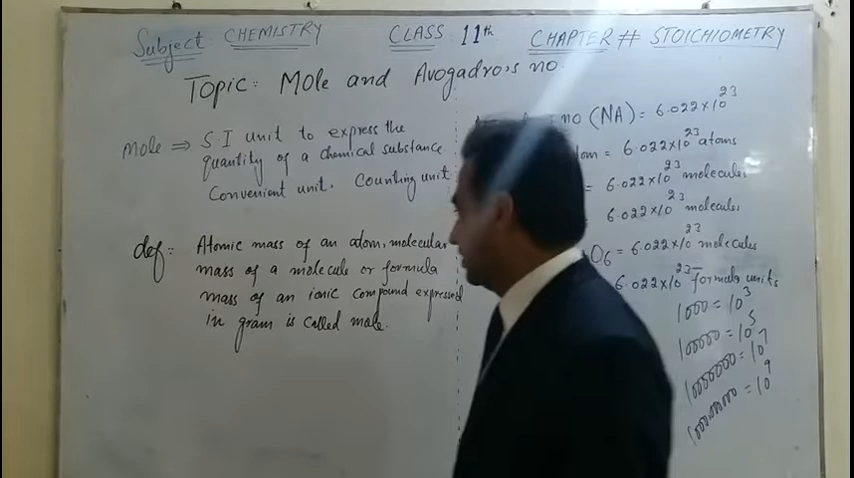 Subject CHEMISTRY CLASS 11th CHAPTER # STOICHIOMETRY
Topic: Mole and Avogadro,s no.
Mole ⇒ S.I unit to express the
quantity of a chemical substance
Convenient unit. Counting unit
def: Atomic mass of an adom, molecular
mass of a molecule or formula
mass of an ionic compound expressed
in gram is called mole.
no (NA) = 6.022×10^23
= 6.022×10^23 atoms
= 6.022×10^23 molecules
6.022×10^23 molecules
O6 = 6.022×10^23 molecules
6.022×10^23 formula units
1000 = 10^3
100000 = 10^5
10000000 = 10^7
= 10^9